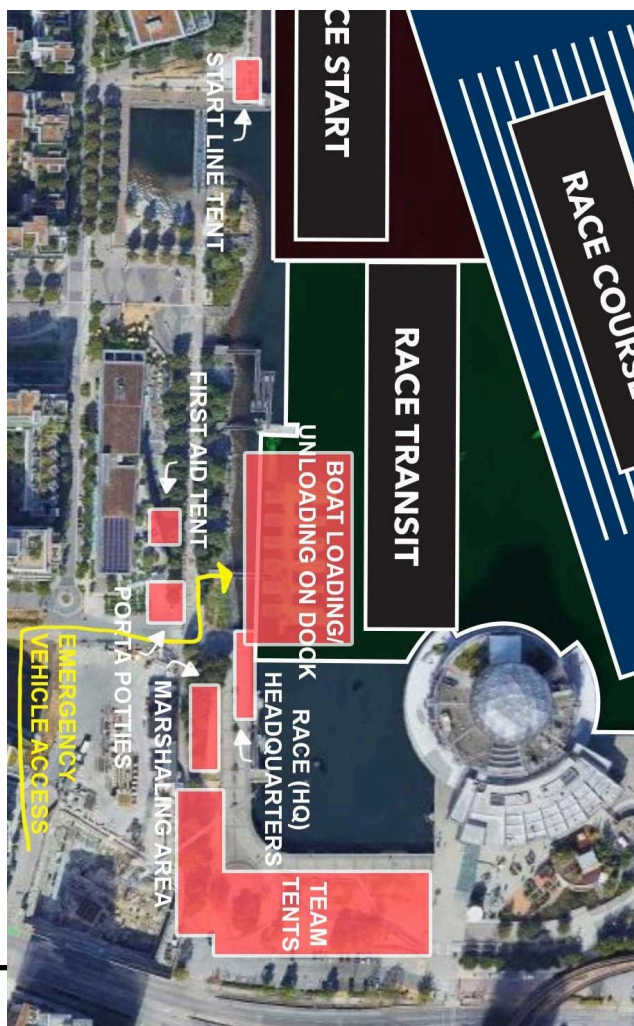 START LINE TENT
CE START
RACE COURSE
RACE TRANSIT
FIRST AID TENT
BOAT LOADING/
UNLOADING ON DOCK
PORTA POTTIES
EMERGENCY
VEHICLE ACCESS
MARSHALING AREA
RACE (HQ)
HEADQUARTERS
TEAM
TENTS